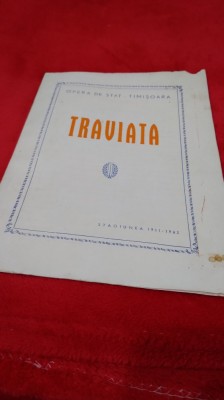 OPERA DE STAT TIMIȘOARA
TRAVIATA
STAGIUNEA 1961-1962